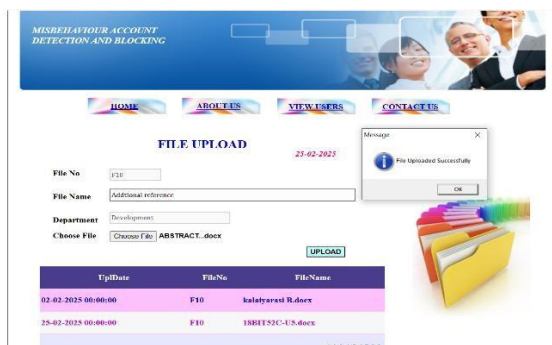 MISBEHAVIOUR ACCOUNT
DETECTION AND BLOCKING
HOME ABOUT US VIEW USERS CONTACT US
FILE UPLOAD
25-02-2025
Message
File Uploaded Successfully
OK
File No F10
File Name Additional reference
Department Development
Choose File Choose File ABSTRACT...docx
UPLOAD
UplDate FileNo FileName
02-02-2025 00:00:00 F10 kalaiyarasi B.docx
25-02-2025 00:00:00 F10 18BIT52C-U5.docx